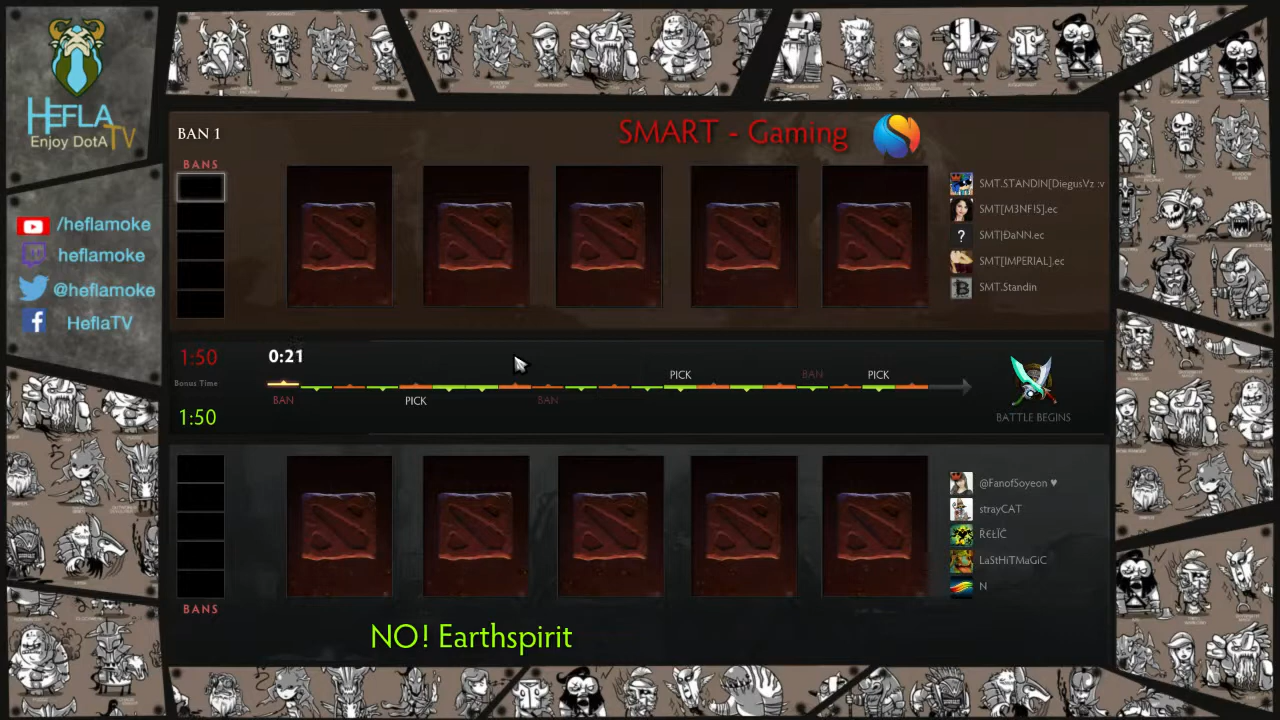 HEFLA
TV
Enjoy DotA
/heflamoke
heflamoke
@heflamoke
HeflaTV
BAN 1
SMART - Gaming
BANS
SMT.STANDIN[DiegusVz :v
SMT[M3NF!S].ec
SMT|ĐaNN.ec
SMT[IMPERIAL].ec
SMT.Standin
1:50
0:21
Bonus Time
1:50
BAN
PICK
BAN
PICK
BAN
PICK
BATTLE BEGINS
@FanofSoyeon ♥
strayCAT
ŘЄŁĨČ
LaStHiTMaGiC
N
BANS
NO! Earthspirit